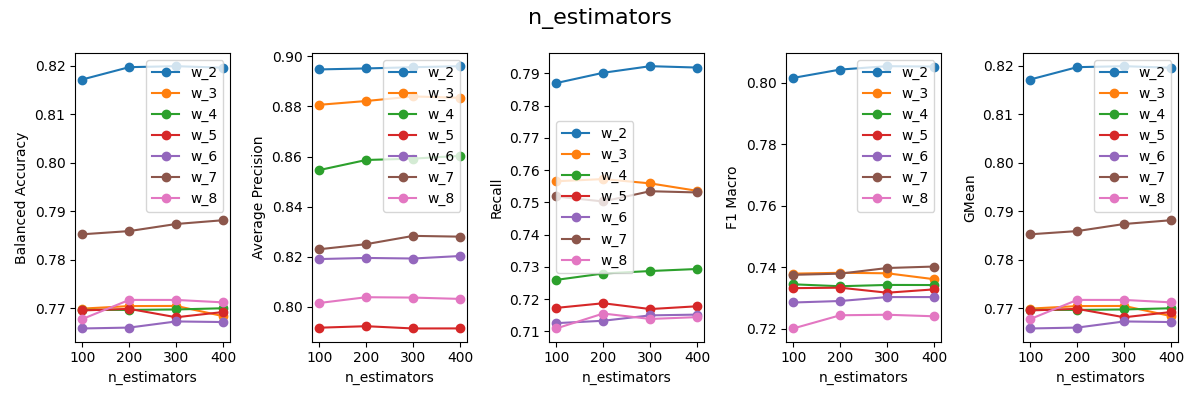 n_estimators
Balanced Accuracy
0.82
0.81
0.80
0.79
0.78
0.77
100 200 300 400
n_estimators
w_2
w_3
w_4
w_5
w_6
w_7
w_8
Average Precision
0.90
0.88
0.86
0.84
0.82
0.80
100 200 300 400
n_estimators
w_2
w_3
w_4
w_5
w_6
w_7
w_8
Recall
0.79
0.78
0.77
0.76
0.75
0.74
0.73
0.72
0.71
100 200 300 400
n_estimators
w_2
w_3
w_4
w_5
w_6
w_7
w_8
F1 Macro
0.80
0.78
0.76
0.74
0.72
100 200 300 400
n_estimators
w_2
w_3
w_4
w_5
w_6
w_7
w_8
GMean
0.82
0.81
0.80
0.79
0.78
0.77
100 200 300 400
n_estimators
w_2
w_3
w_4
w_5
w_6
w_7
w_8